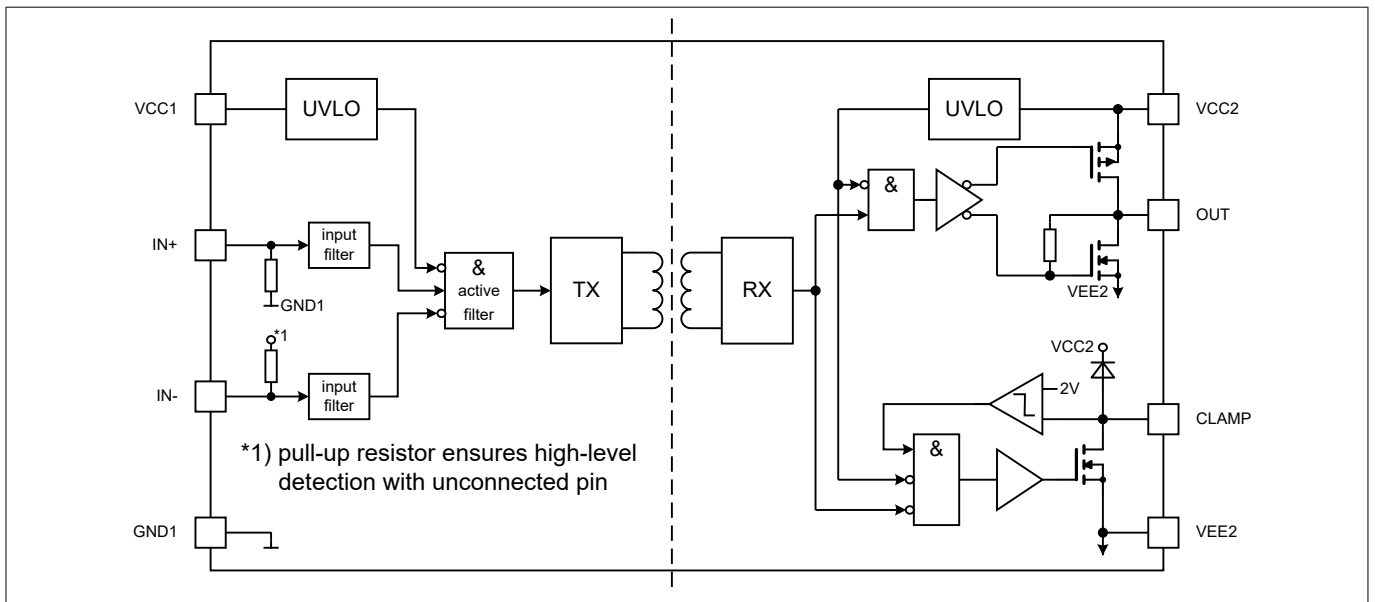 VCC1
UVLO
IN+
input
filter
GND1
&
active
filter
TX
*1
IN-
input
filter
*1) pull-up resistor ensures high-level
detection with unconnected pin
GND1
UVLO
VCC2
&
OUT
VEE2
RX
VCC2
2V
CLAMP
&
VEE2